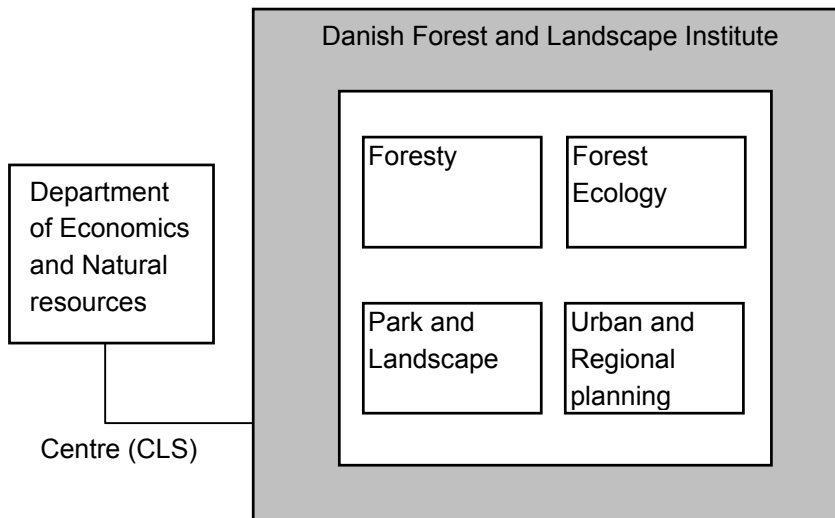 Danish Forest and Landscape Institute
Foresty
Forest
Ecology
Department
of Economics
and Natural
resources
Park and
Landscape
Urban and
Regional
planning
Centre (CLS)